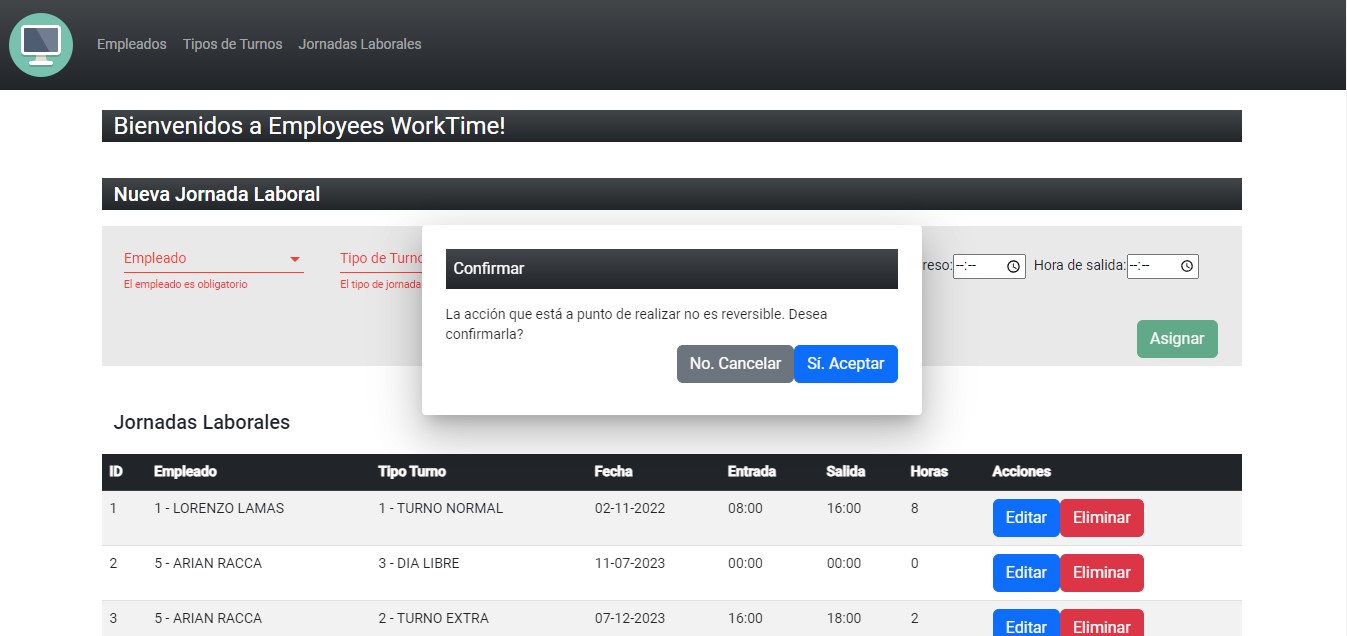 Empleados Tipos de Turnos Jornadas Laborales
Bienvenidos a Employees WorkTime!
Nueva Jornada Laboral
Empleado Tipo de Turno reso: --:-- Hora de salida: --:--
El empleado es obligatorio El tipo de jornada
Asignar
Confirmar
La acción que está a punto de realizar no es reversible. Desea
confirmarla?
No. Cancelar Sí. Aceptar
Jornadas Laborales
ID Empleado Tipo Turno Fecha Entrada Salida Horas Acciones
1 1 - LORENZO LAMAS 1 - TURNO NORMAL 02-11-2022 08:00 16:00 8 Editar Eliminar
2 5 - ARIAN RACCA 3 - DIA LIBRE 11-07-2023 00:00 00:00 0 Editar Eliminar
3 5 - ARIAN RACCA 2 - TURNO EXTRA 07-12-2023 16:00 18:00 2 Editar Eliminar